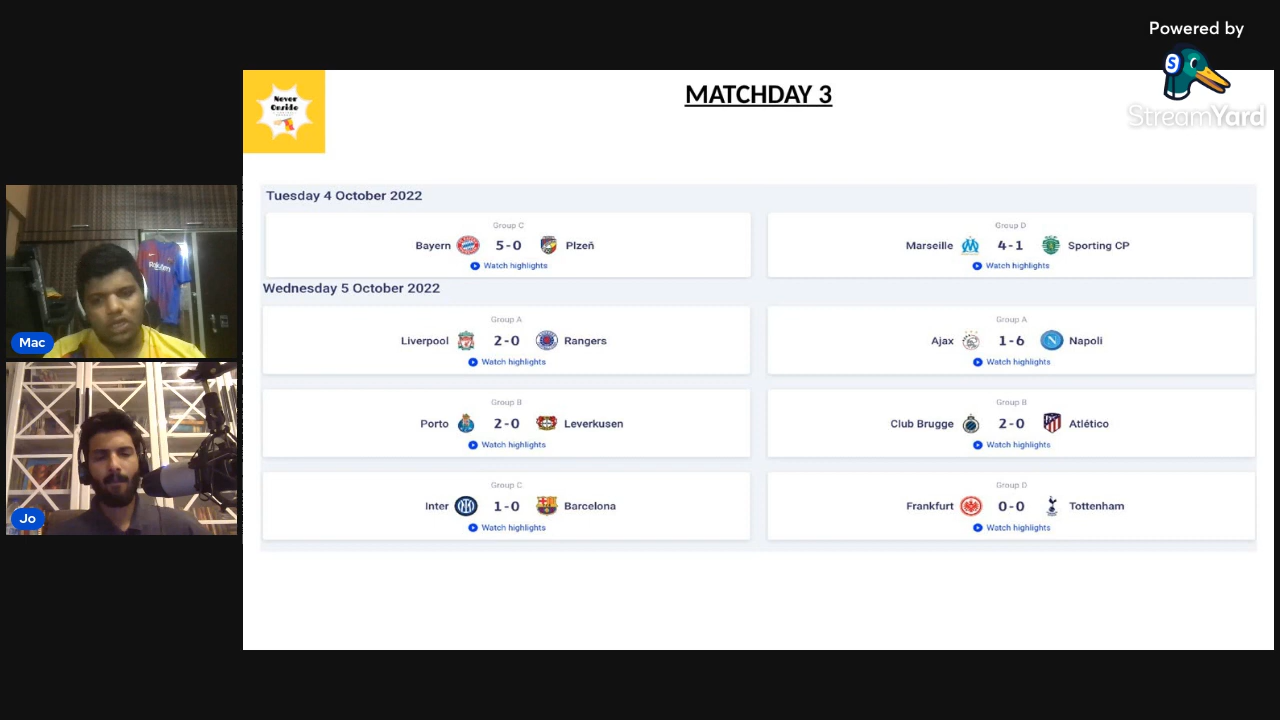 Powered by
StreamYard
Never
Onside
MATCHDAY 3
Tuesday 4 October 2022
Group C
Bayern 5-0 Plzeň
Watch highlights
Group D
Marseille 4-1 Sporting CP
Watch highlights
Wednesday 5 October 2022
Group A
Liverpool 2-0 Rangers
Watch highlights
Group A
Ajax 1-6 Napoli
Watch highlights
Group B
Porto 2-0 Leverkusen
Watch highlights
Group B
Club Brugge 2-0 Atlético
Watch highlights
Group C
Inter 1-0 Barcelona
Watch highlights
Group D
Frankfurt 0-0 Tottenham
Watch highlights
Rakuten
Mac
Jo